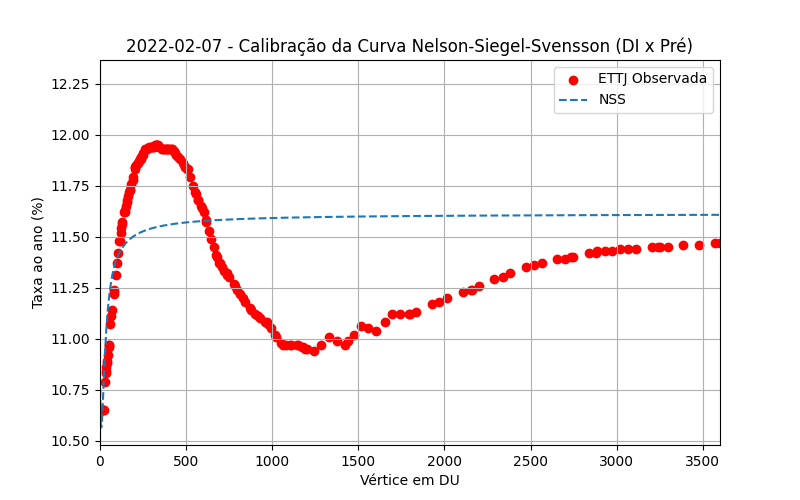 2022-02-07 - Calibração da Curva Nelson-Siegel-Svensson (DI x Pré)
ETTJ Observada
NSS
Taxa ao ano (%)
12.25
12.00
11.75
11.50
11.25
11.00
10.75
10.50
0 500 1000 1500 2000 2500 3000 3500
Vértice em DU